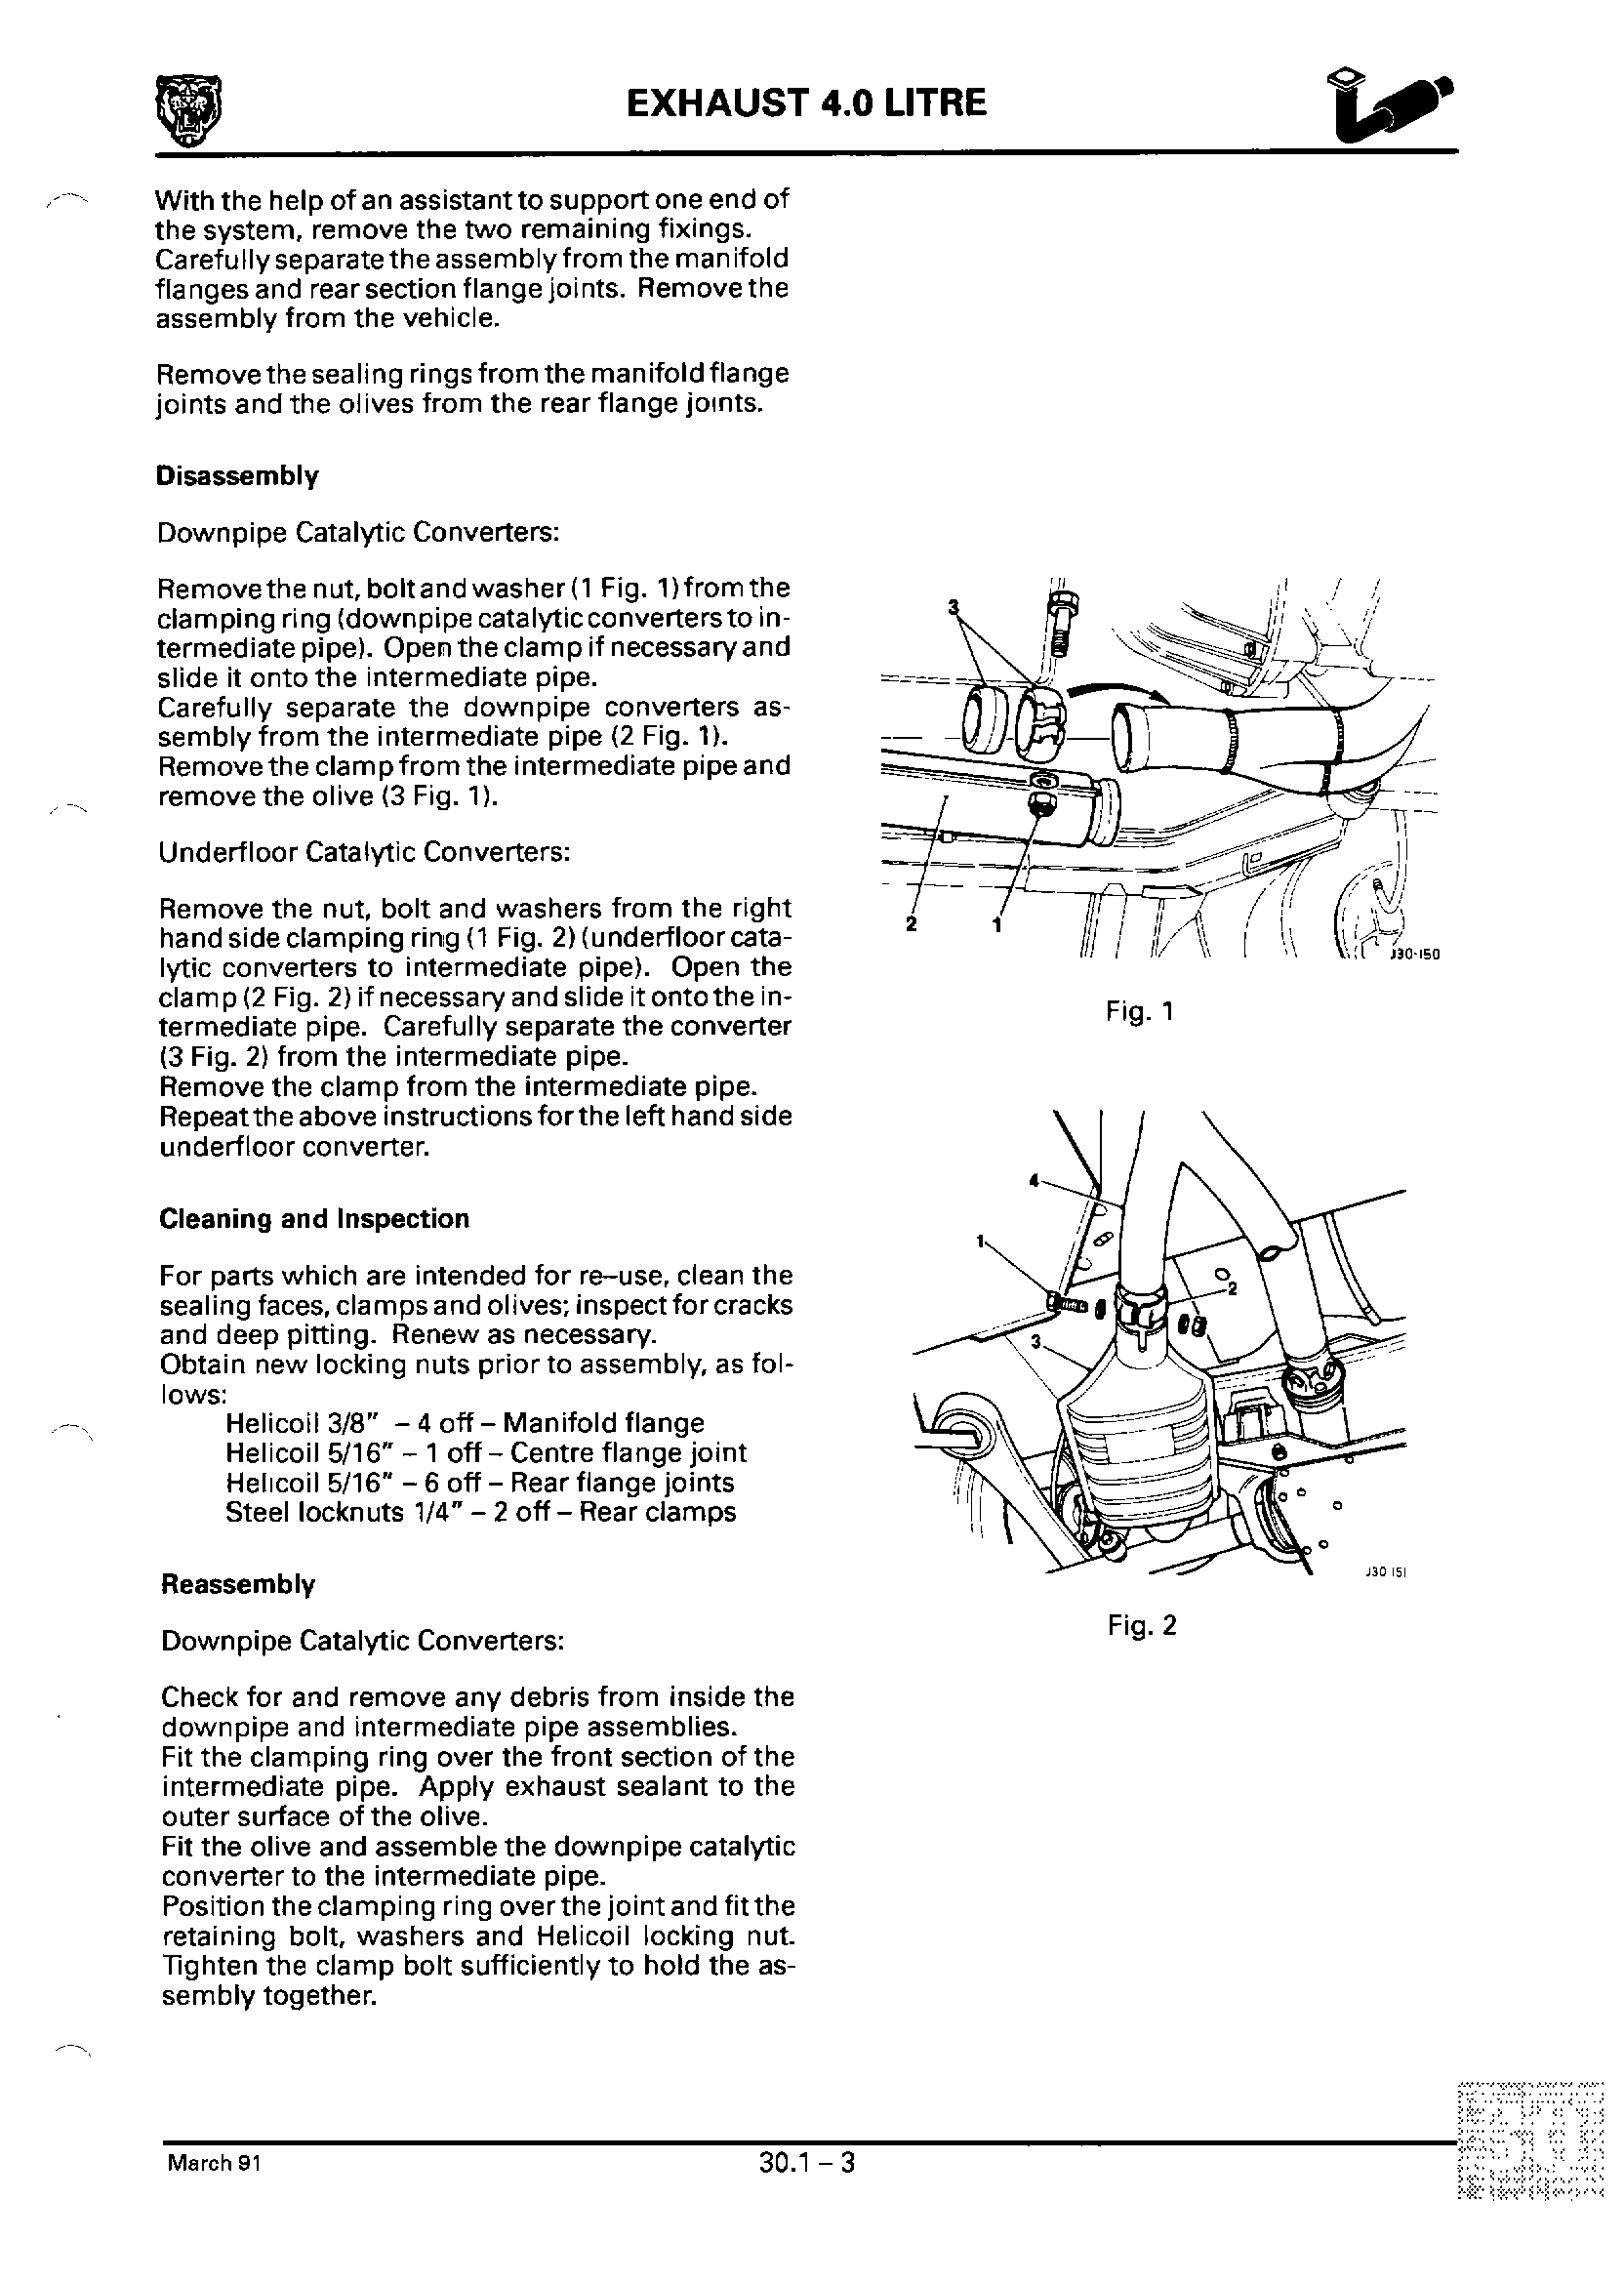 EXHAUST 4.0 LITRE
With the help of an assistant to support one end of
the system, remove the two remaining fixings.
Carefully separate the assembly from the manifold
flanges and rear section flange joints. Remove the
assembly from the vehicle.
Remove the sealing rings from the manifold flange
joints and the olives from the rear flange joints.
Disassembly
Downpipe Catalytic Converters:
Remove the nut, bolt and washer (1 Fig. 1) from the
clamping ring (downpipe catalytic converters to in-
termediate pipe). Open the clamp if necessary and
slide it onto the intermediate pipe.
Carefully separate the downpipe converters as-
sembly from the intermediate pipe (2 Fig. 1).
Remove the clamp from the intermediate pipe and
remove the olive (3 Fig. 1).
Underfloor Catalytic Converters:
Remove the nut, bolt and washers from the right
hand side clamping ring (1 Fig. 2) (underfloor cata-
lytic converters to intermediate pipe). Open the
clamp (2 Fig. 2) if necessary and slide it onto the in-
termediate pipe. Carefully separate the converter
(3 Fig. 2) from the intermediate pipe.
Remove the clamp from the intermediate pipe.
Repeat the above instructions for the left hand side
underfloor converter.
Cleaning and Inspection
For parts which are intended for re–use, clean the
sealing faces, clamps and olives; inspect for cracks
and deep pitting. Renew as necessary.
Obtain new locking nuts prior to assembly, as fol-
lows:
Helicoil 3/8" – 4 off – Manifold flange
Helicoil 5/16" – 1 off – Centre flange joint
Helicoil 5/16" – 6 off – Rear flange joints
Steel locknuts 1/4" – 2 off – Rear clamps
Reassembly
Downpipe Catalytic Converters:
Check for and remove any debris from inside the
downpipe and intermediate pipe assemblies.
Fit the clamping ring over the front section of the
intermediate pipe. Apply exhaust sealant to the
outer surface of the olive.
Fit the olive and assemble the downpipe catalytic
converter to the intermediate pipe.
Position the clamping ring over the joint and fit the
retaining bolt, washers and Helicoil locking nut.
Tighten the clamp bolt sufficiently to hold the as-
sembly together.
3
2
1
J30-150
Fig. 1
4
1
2
3
J30 151
Fig. 2
March 91
30.1 – 3
30